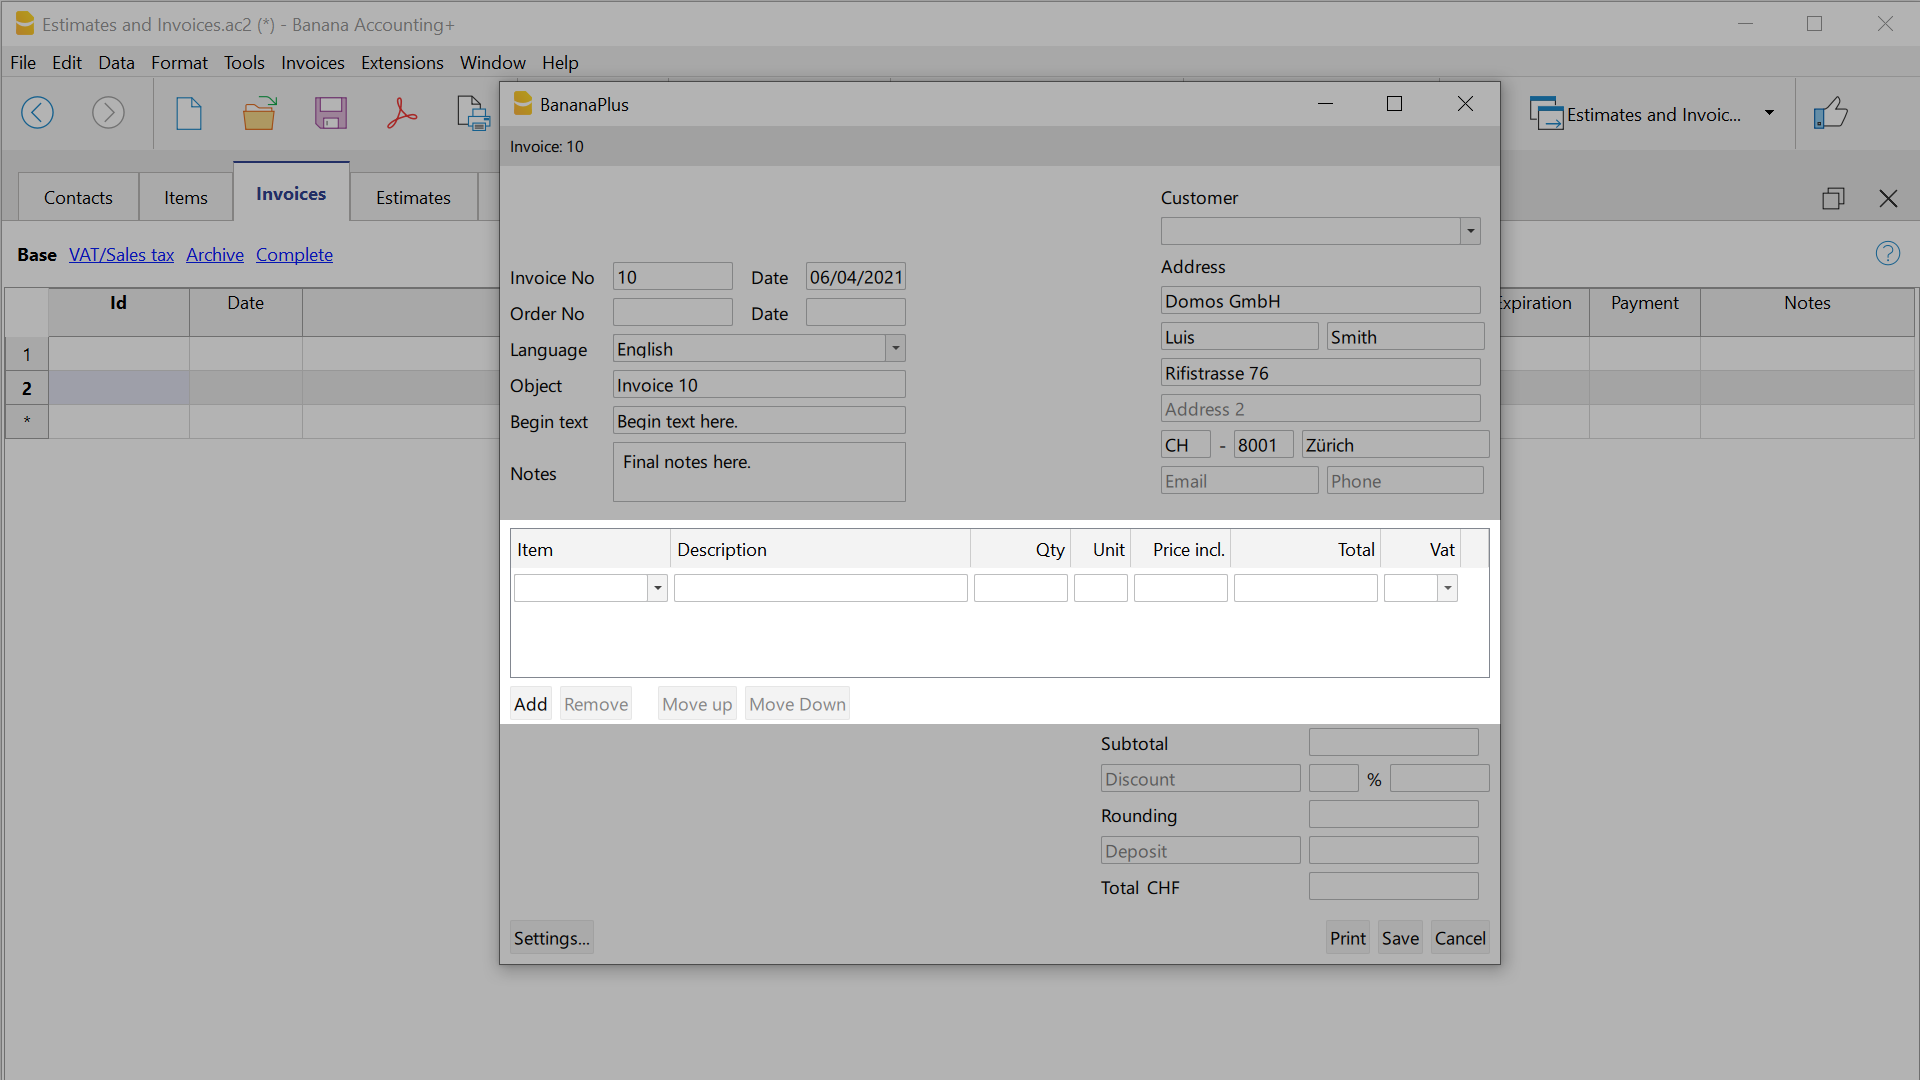 Estimates and Invoices.ac2 (*) - Banana Accounting+
File Edit Data Format Tools Invoices Extensions Window Help
Estimates and Invoic...
BananaPlus
Invoice: 10
Contacts Items Invoices Estimates
Base VAT/Sales tax Archive Complete
Id Date Expiration Payment Notes
1
2
*
Customer
Address
Invoice No 10 Date 06/04/2021
Domos GmbH
Order No Date
Luis Smith
Language English
Rifistrasse 76
Object Invoice 10
Address 2
Begin text Begin text here.
CH - 8001 Zürich
Notes Final notes here.
Email Phone
Item Description Qty Unit Price incl. Total Vat
Add Remove Move up Move Down
Subtotal
Discount %
Rounding
Deposit
Total CHF
Settings... Print Save Cancel